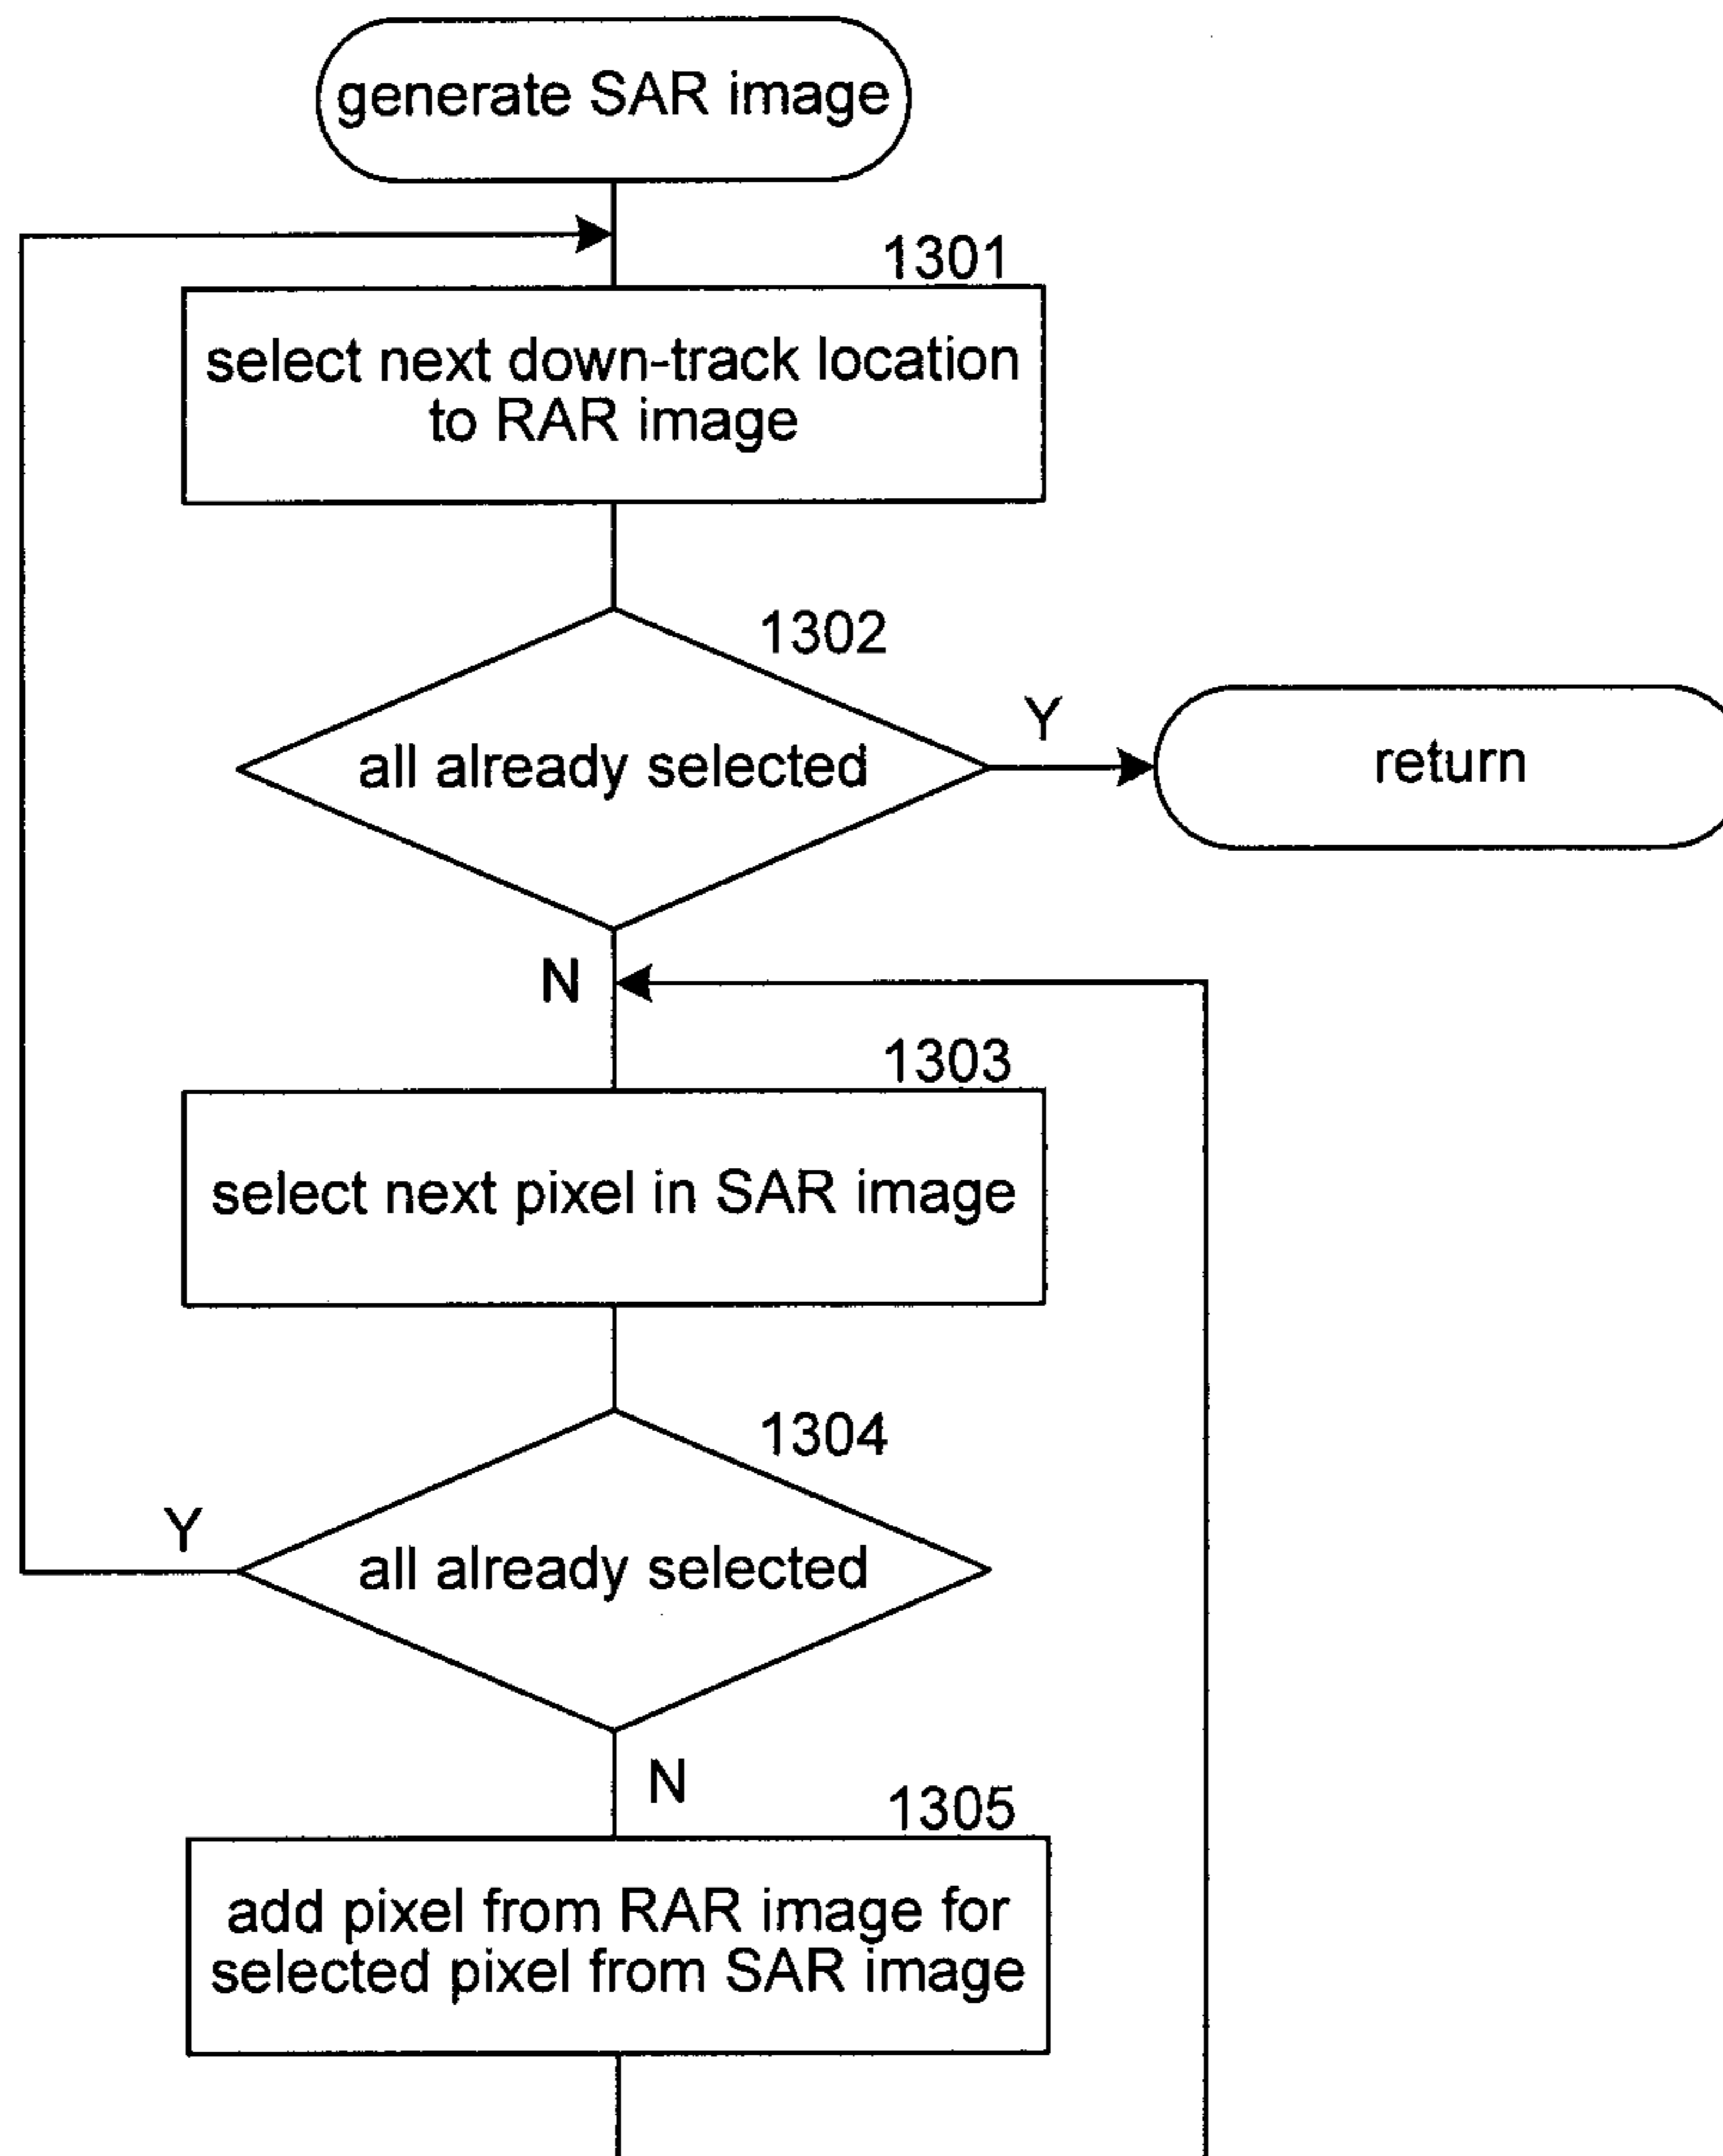 generate SAR image
1301
select next down-track location
to RAR image
1302
all already selected
Y
return
N
1303
select next pixel in SAR image
1304
Y
all already selected
N
1305
add pixel from RAR image for
selected pixel from SAR image